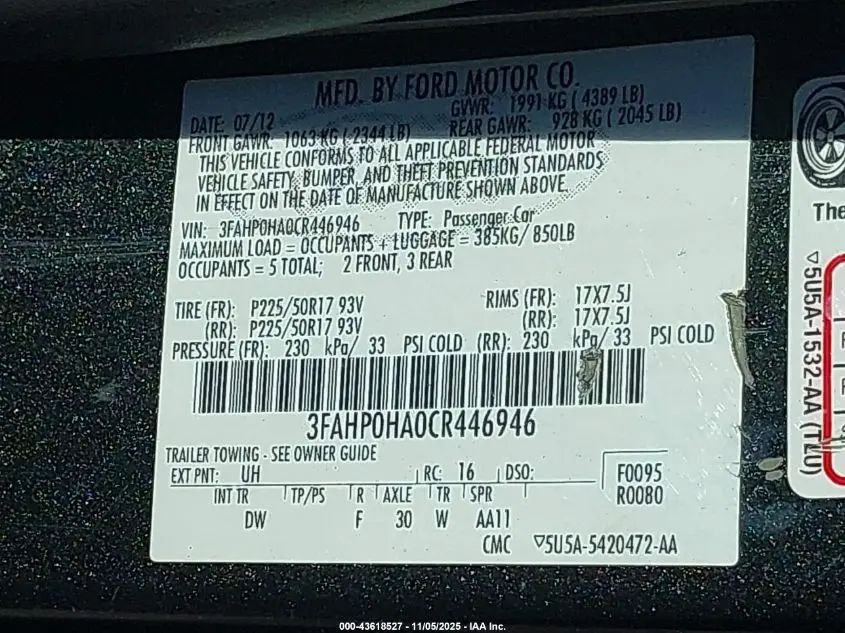 MFD. BY FORD MOTOR CO.
DATE: 07/12 GVWR: 1991 KG ( 4389 LB)
FRONT GAWR: 1063 KG ( 2344 LB) REAR GAWR: 928 KG ( 2045 LB)
THIS VEHICLE CONFORMS TO ALL APPLICABLE FEDERAL MOTOR
VEHICLE SAFETY, BUMPER, AND THEFT PREVENTION STANDARDS
IN EFFECT ON THE DATE OF MANUFACTURE SHOWN ABOVE.
VIN: 3FAHP0HA0CR446946 TYPE: Passenger Car
MAXIMUM LOAD = OCCUPANTS + LUGGAGE = 385KG/ 850LB
OCCUPANTS = 5 TOTAL; 2 FRONT, 3 REAR
TIRE (FR): P225/50R17 93V RIMS (FR): 17X7.5J
(RR): P225/50R17 93V (RR): 17X7.5J
PRESSURE (FR): 230 kPa/ 33 PSI COLD (RR): 230 kPa/ 33 PSI COLD
3FAHP0HA0CR446946
TRAILER TOWING - SEE OWNER GUIDE
EXT PNT: UH RC: 16 DSO: F0095
INT TR TP/PS R AXLE TR SPR R0080
DW F 30 W AA11
CMC ▽5U5A-5420472-AA
The
▽5U5A-1532-AA (TLU)
000-43618527 - 11/05/2025 - IAA Inc.